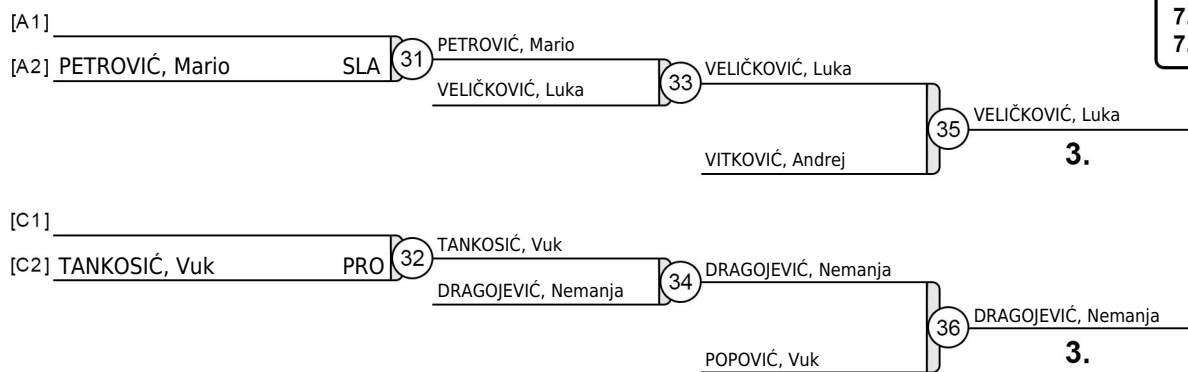 [A1]
7.
[A2] PETROVIĆ, Mario SLA 31 PETROVIĆ, Mario
7.
VELIČKOVIĆ, Luka 33 VELIČKOVIĆ, Luka
VITKOVIĆ, Andrej 35 VELIČKOVIĆ, Luka
3.
[C1]
[C2] TANKOSIĆ, Vuk PRO 32 TANKOSIĆ, Vuk
DRAGOJEVIĆ, Nemanja 34 DRAGOJEVIĆ, Nemanja
POPOVIĆ, Vuk 36 DRAGOJEVIĆ, Nemanja
3.